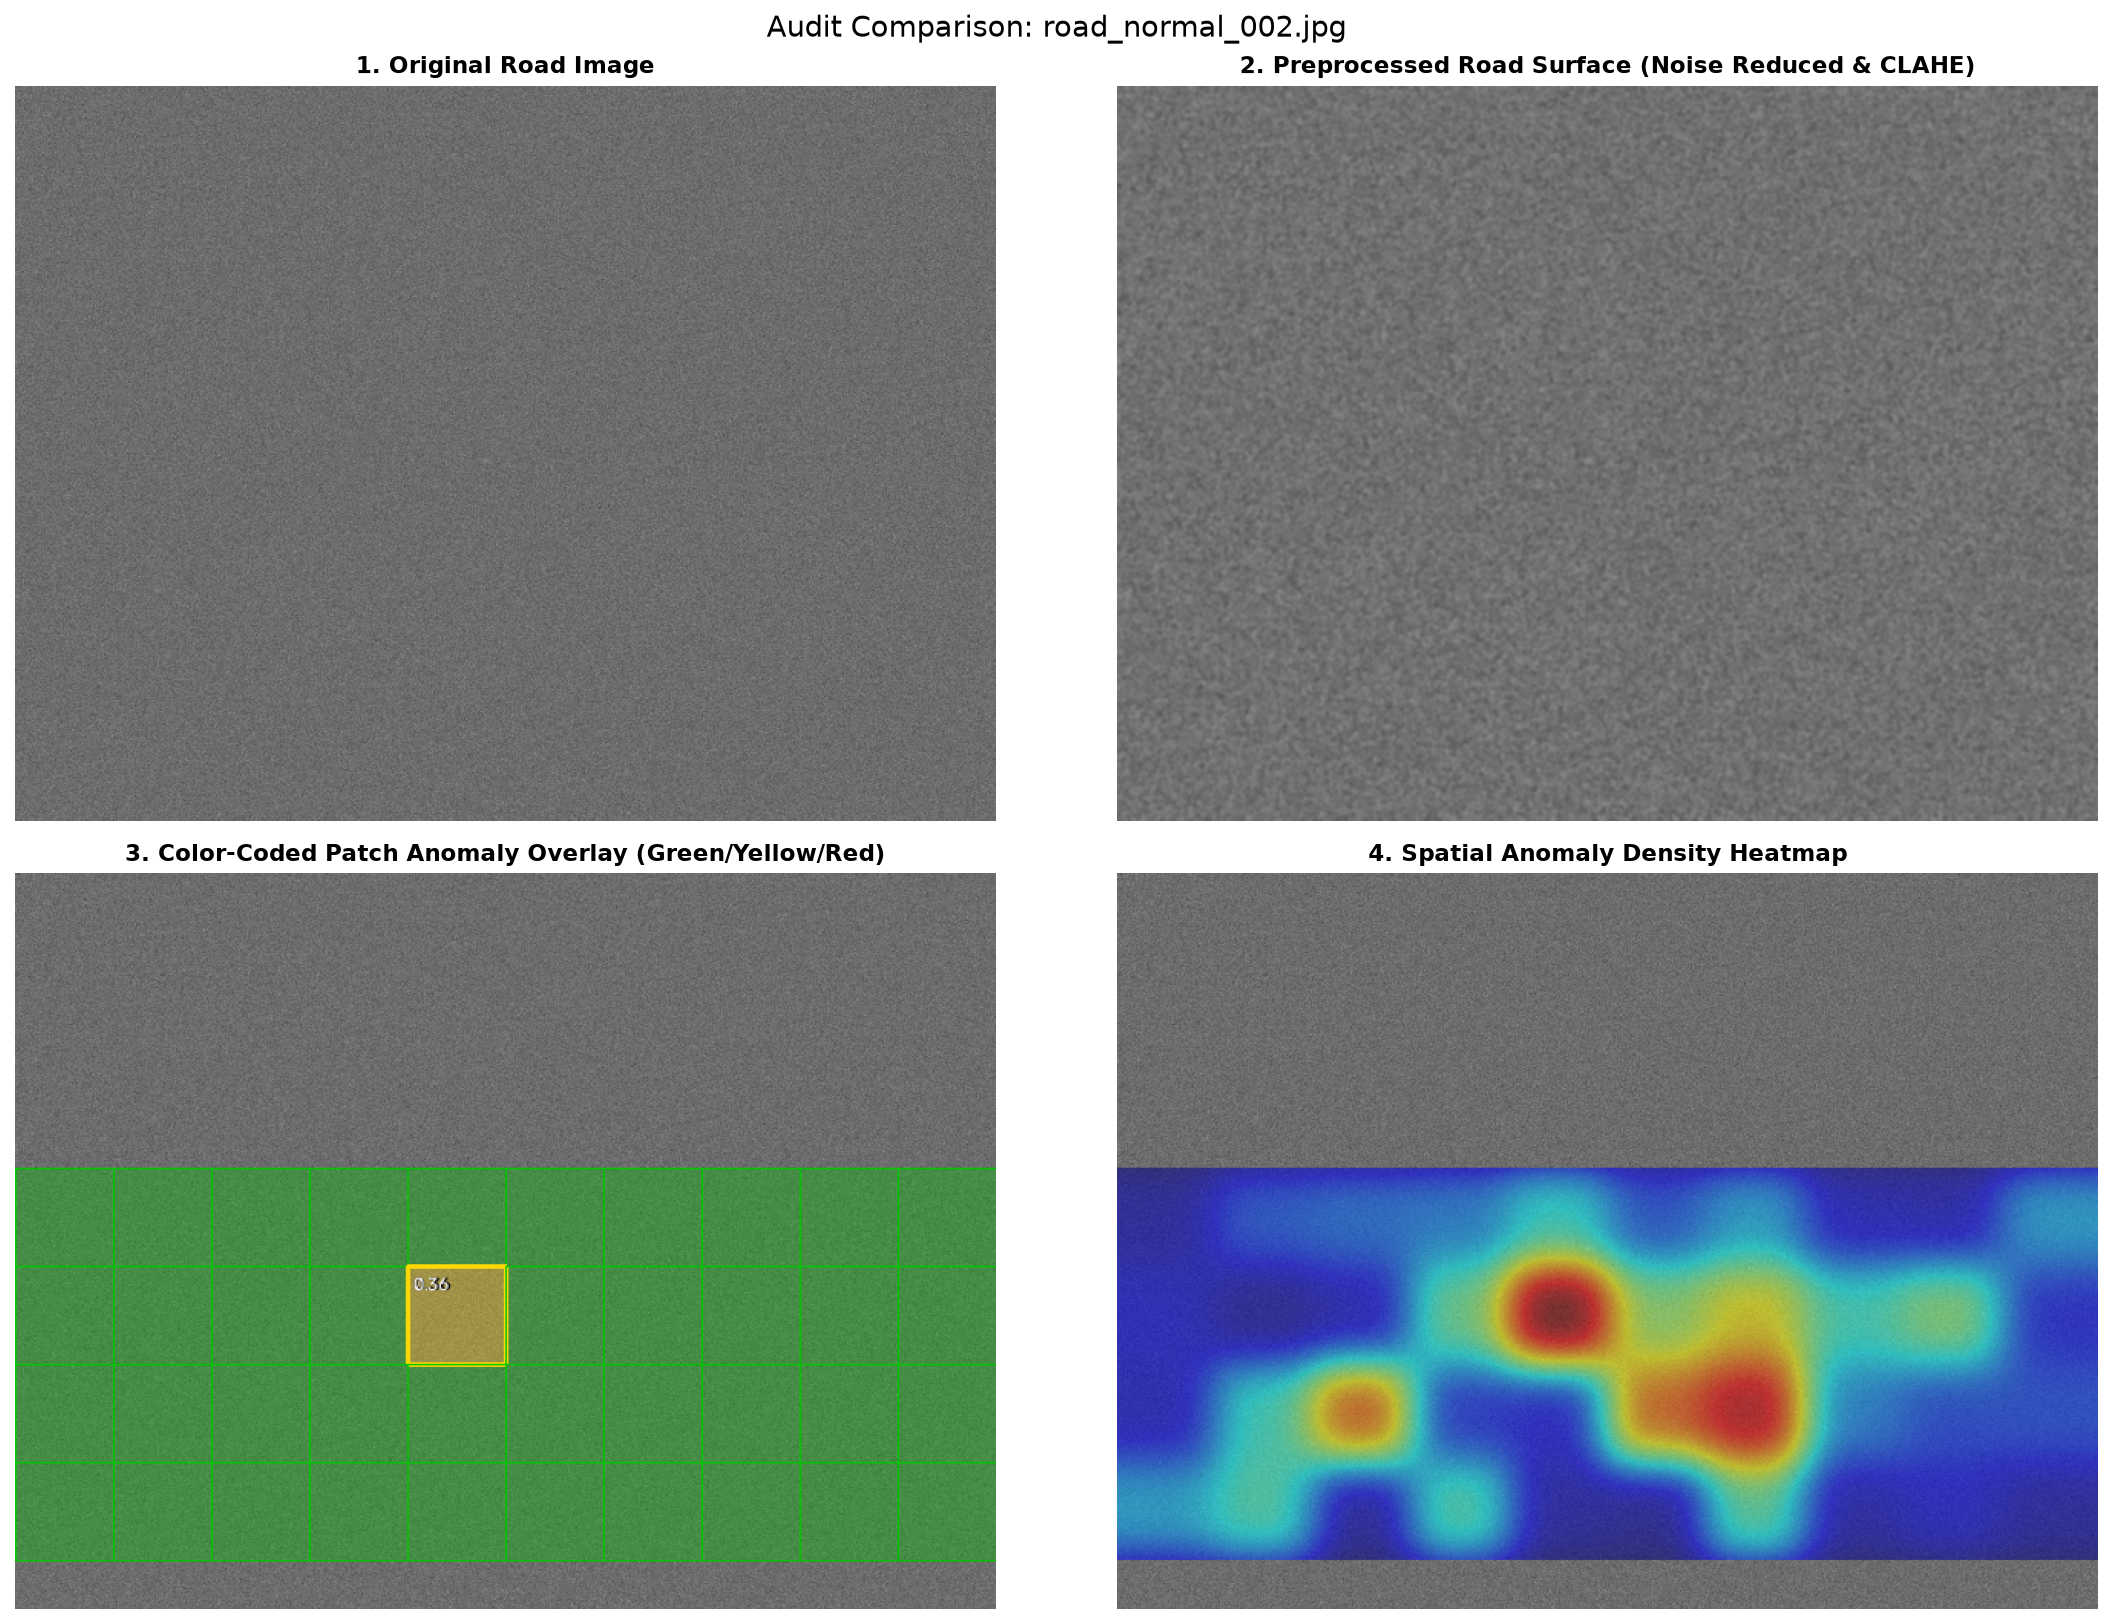 Audit Comparison: road_normal_002.jpg
1. Original Road Image
2. Preprocessed Road Surface (Noise Reduced & CLAHE)
3. Color-Coded Patch Anomaly Overlay (Green/Yellow/Red)
4. Spatial Anomaly Density Heatmap
0.36